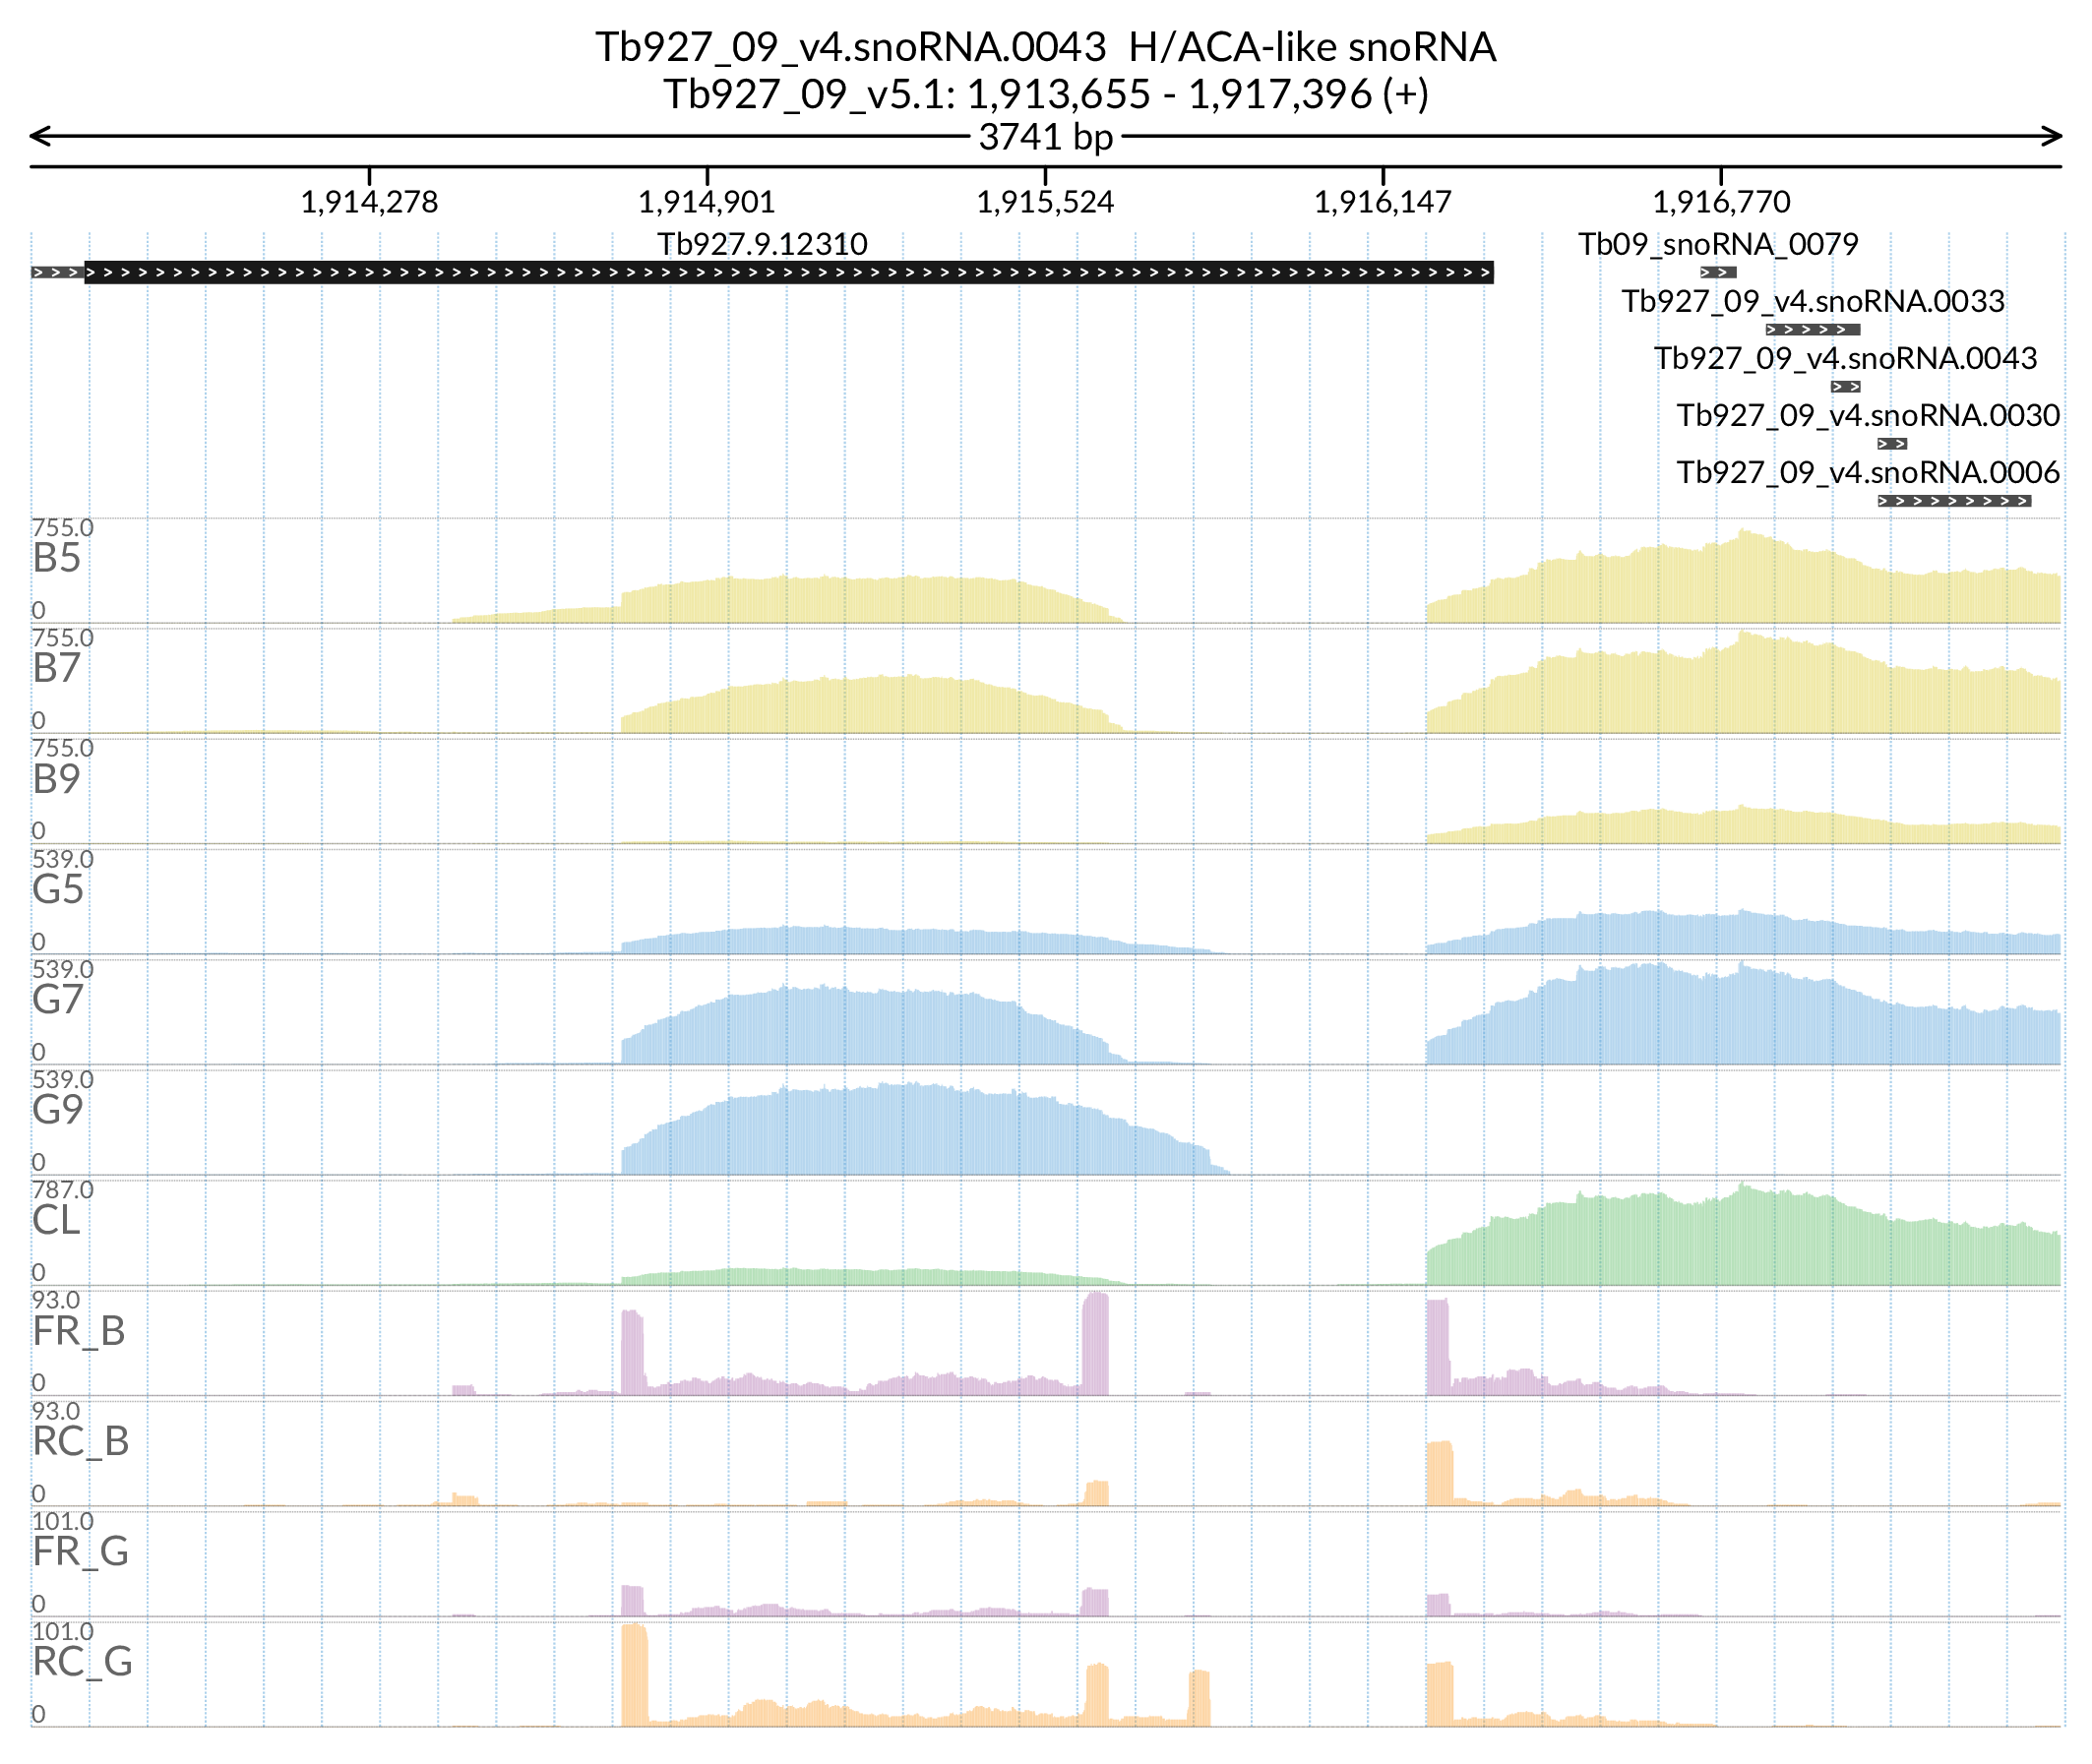 Tb927_09_v4.snoRNA.0043  H/ACA-like snoRNA
Tb927_09_v5.1: 1,913,655 - 1,917,396 (+)
3741 bp
1,914,278 1,914,901 1,915,524 1,916,147 1,916,770
Tb927.9.12310 Tb09_snoRNA_0079
Tb927_09_v4.snoRNA.0033
Tb927_09_v4.snoRNA.0043
Tb927_09_v4.snoRNA.0030
Tb927_09_v4.snoRNA.0006
755.0
B5
0
755.0
B7
0
755.0
B9
0
539.0
G5
0
539.0
G7
0
539.0
G9
0
787.0
CL
0
93.0
FR_B
0
93.0
RC_B
0
101.0
FR_G
0
101.0
RC_G
0